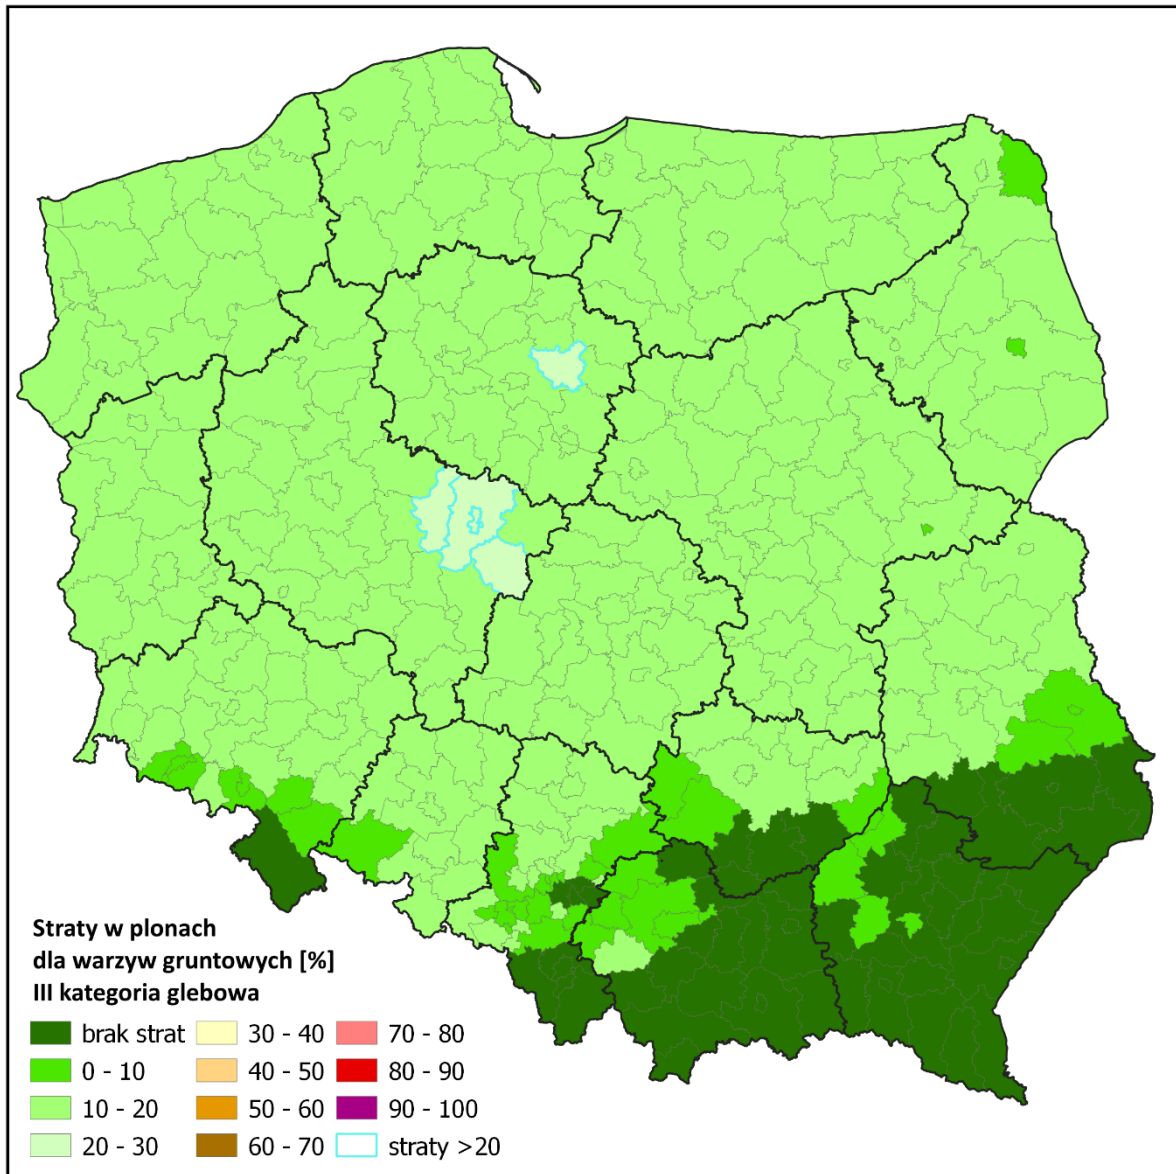 Straty w plonach
dla warzyw gruntowych [%]
III kategoria glebowa
brak strat
0 - 10
10 - 20
20 - 30
30 - 40
40 - 50
50 - 60
60 - 70
70 - 80
80 - 90
90 - 100
straty >20